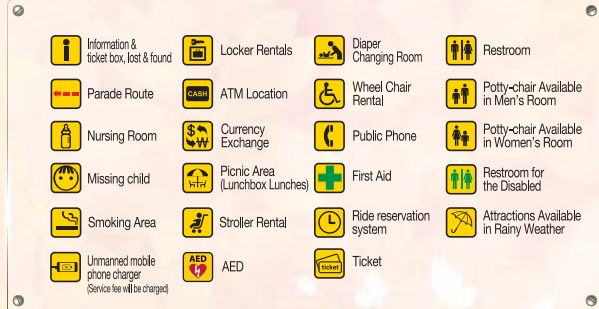 Information &
ticket box, lost & found
Locker Rentals
Diaper
Changing Room
Restroom
Parade Route
CASH
ATM Location
Wheel Chair
Rental
Potty-chair Available
in Men's Room
Nursing Room
$
₩
Currency
Exchange
Public Phone
Potty-chair Available
in Women's Room
Missing child
Picnic Area
(Lunchbox Lunches)
First Aid
Restroom for
the Disabled
Smoking Area
Stroller Rental
Ride reservation
system
Attractions Available
in Rainy Weather
Unmanned mobile
phone charger
(Service fee will be charged)
AED
AED
ticket
Ticket